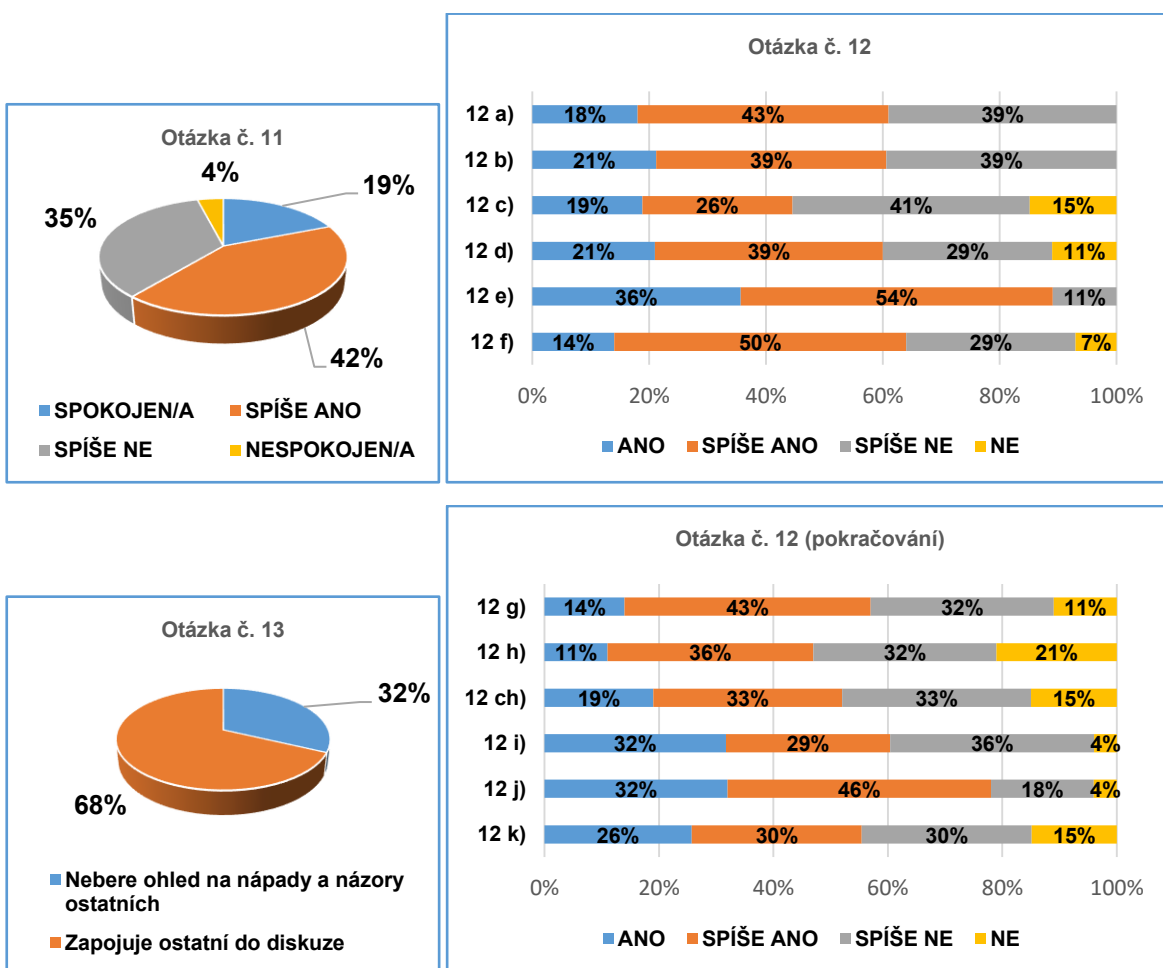 Otázka č. 11
4%
19%
35%
42%
SPOKOJEN/A SPÍŠE ANO
SPÍŠE NE NESPOKOJEN/A
Otázka č. 12
12 a) 18% 43% 39%
12 b) 21% 39% 39%
12 c) 19% 26% 41% 15%
12 d) 21% 39% 29% 11%
12 e) 36% 54% 11%
12 f) 14% 50% 29% 7%
0% 20% 40% 60% 80% 100%
ANO SPÍŠE ANO SPÍŠE NE NE
Otázka č. 13
32%
68%
Nebere ohled na nápady a názory
ostatních
Zapojuje ostatní do diskuze
Otázka č. 12 (pokračování)
12 g) 14% 43% 32% 11%
12 h) 11% 36% 32% 21%
12 ch) 19% 33% 33% 15%
12 i) 32% 29% 36% 4%
12 j) 32% 46% 18% 4%
12 k) 26% 30% 30% 15%
0% 20% 40% 60% 80% 100%
ANO SPÍŠE ANO SPÍŠE NE NE